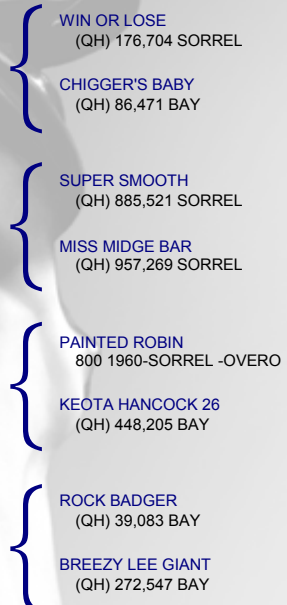 WIN OR LOSE
(QH) 176,704 SORREL
CHIGGER'S BABY
(QH) 86,471 BAY
SUPER SMOOTH
(QH) 885,521 SORREL
MISS MIDGE BAR
(QH) 957,269 SORREL
PAINTED ROBIN
800 1960-SORREL -OVERO
KEOTA HANCOCK 26
(QH) 448,205 BAY
ROCK BADGER
(QH) 39,083 BAY
BREEZY LEE GIANT
(QH) 272,547 BAY